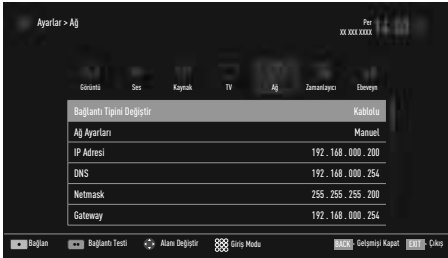 Ayarlar > Ağ
Per
XX XXX XXXX
Görüntü Ses Kaynak TV Ağ Zamanlayıcı Ebeveyn
Bağlantı Tipini Değiştir Kablolu
Ağ Ayarları Manuel
IP Adresi 192 . 168 . 000 . 200
DNS 192 . 168 . 000 . 254
Netmask 255 . 255 . 255 . 200
Gateway 192 . 168 . 000 . 254
Bağlan Bağlantı Testi Alanı Değiştir Giriş Modu BACK - Gelşmişi Kapat EXIT - Çıkış